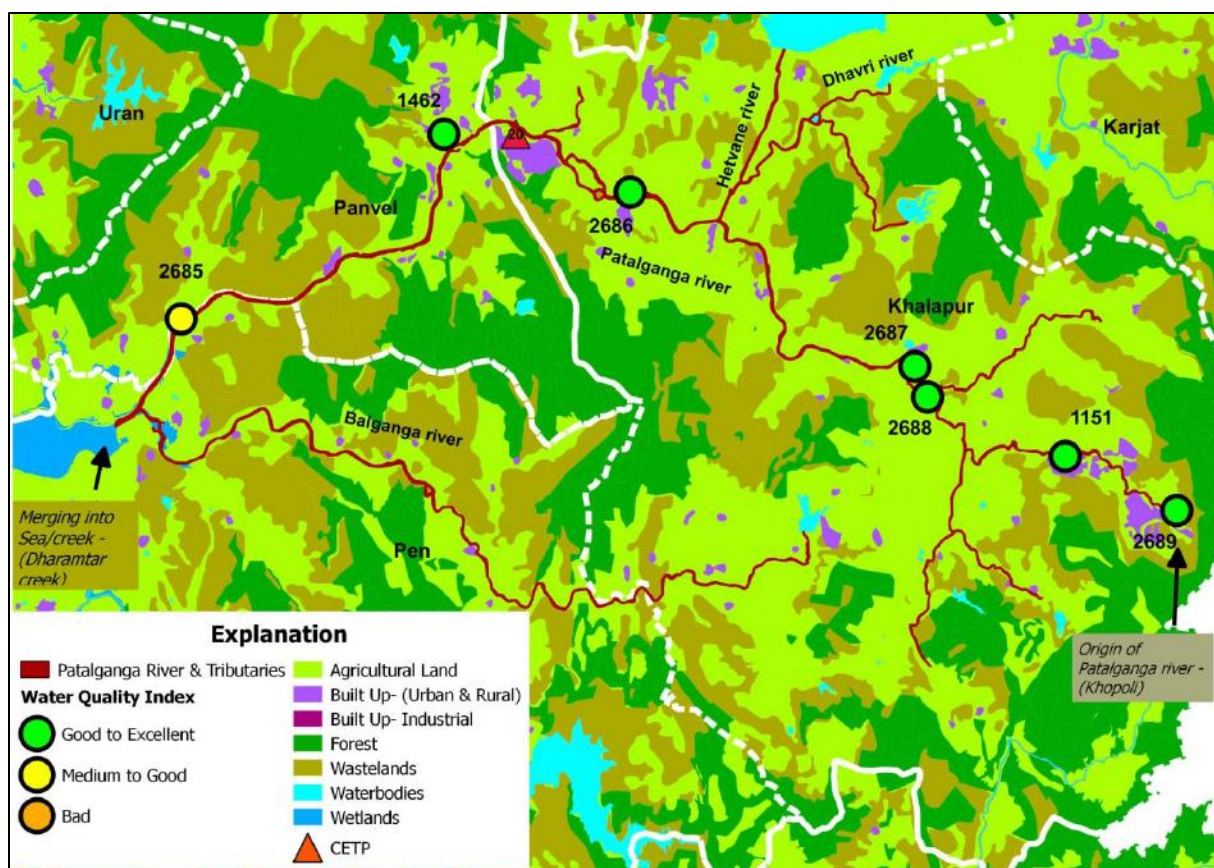 Uran
1462
20
Dhavri river
Hetvane river
Karjat
Panvel
2686
Patalganga river
2685
Khalapur
2687
2688
1151
Balganga river
2689
Pen
Merging into
Sea/creek -
(Dharamtar
creek)
Origin of
Patalganga river -
(Khopoli)
Explanation
Patalganga River & Tributaries
Water Quality Index
Good to Excellent
Medium to Good
Bad
Agricultural Land
Built Up- (Urban & Rural)
Built Up- Industrial
Forest
Wastelands
Waterbodies
Wetlands
CETP